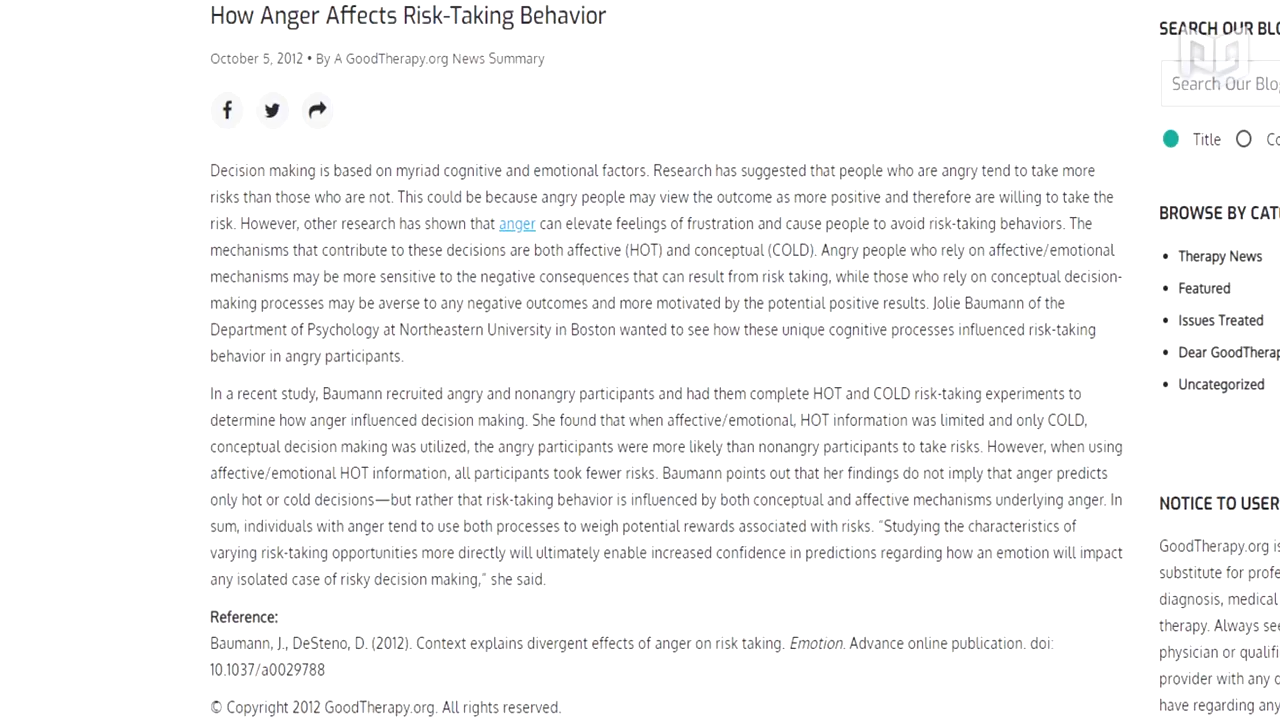 How Anger Affects Risk-Taking Behavior
October 5, 2012 • By A GoodTherapy.org News Summary
Decision making is based on myriad cognitive and emotional factors. Research has suggested that people who are angry tend to take more
risks than those who are not. This could be because angry people may view the outcome as more positive and therefore are willing to take the
risk. However, other research has shown that anger can elevate feelings of frustration and cause people to avoid risk-taking behaviors. The
mechanisms that contribute to these decisions are both affective (HOT) and conceptual (COLD). Angry people who rely on affective/emotional
mechanisms may be more sensitive to the negative consequences that can result from risk taking, while those who rely on conceptual decision-
making processes may be averse to any negative outcomes and more motivated by the potential positive results. Jolie Baumann of the
Department of Psychology at Northeastern University in Boston wanted to see how these unique cognitive processes influenced risk-taking
behavior in angry participants.
In a recent study, Baumann recruited angry and nonangry participants and had them complete HOT and COLD risk-taking experiments to
determine how anger influenced decision making. She found that when affective/emotional, HOT information was limited and only COLD,
conceptual decision making was utilized, the angry participants were more likely than nonangry participants to take risks. However, when using
affective/emotional HOT information, all participants took fewer risks. Baumann points out that her findings do not imply that anger predicts
only hot or cold decisions—but rather that risk-taking behavior is influenced by both conceptual and affective mechanisms underlying anger. In
sum, individuals with anger tend to use both processes to weigh potential rewards associated with risks. “Studying the characteristics of
varying risk-taking opportunities more directly will ultimately enable increased confidence in predictions regarding how an emotion will impact
any isolated case of risky decision making,” she said.
Reference:
Baumann, J., DeSteno, D. (2012). Context explains divergent effects of anger on risk taking. Emotion. Advance online publication. doi:
10.1037/a0029788
© Copyright 2012 GoodTherapy.org. All rights reserved.
SEARCH OUR BLO
Search Our Blog
Title Co
BROWSE BY CAT
• Therapy News
• Featured
• Issues Treated
• Dear GoodTherap
• Uncategorized
NOTICE TO USER
GoodTherapy.org is
substitute for profe
diagnosis, medical
therapy. Always see
physician or qualifi
provider with any q
have regarding any